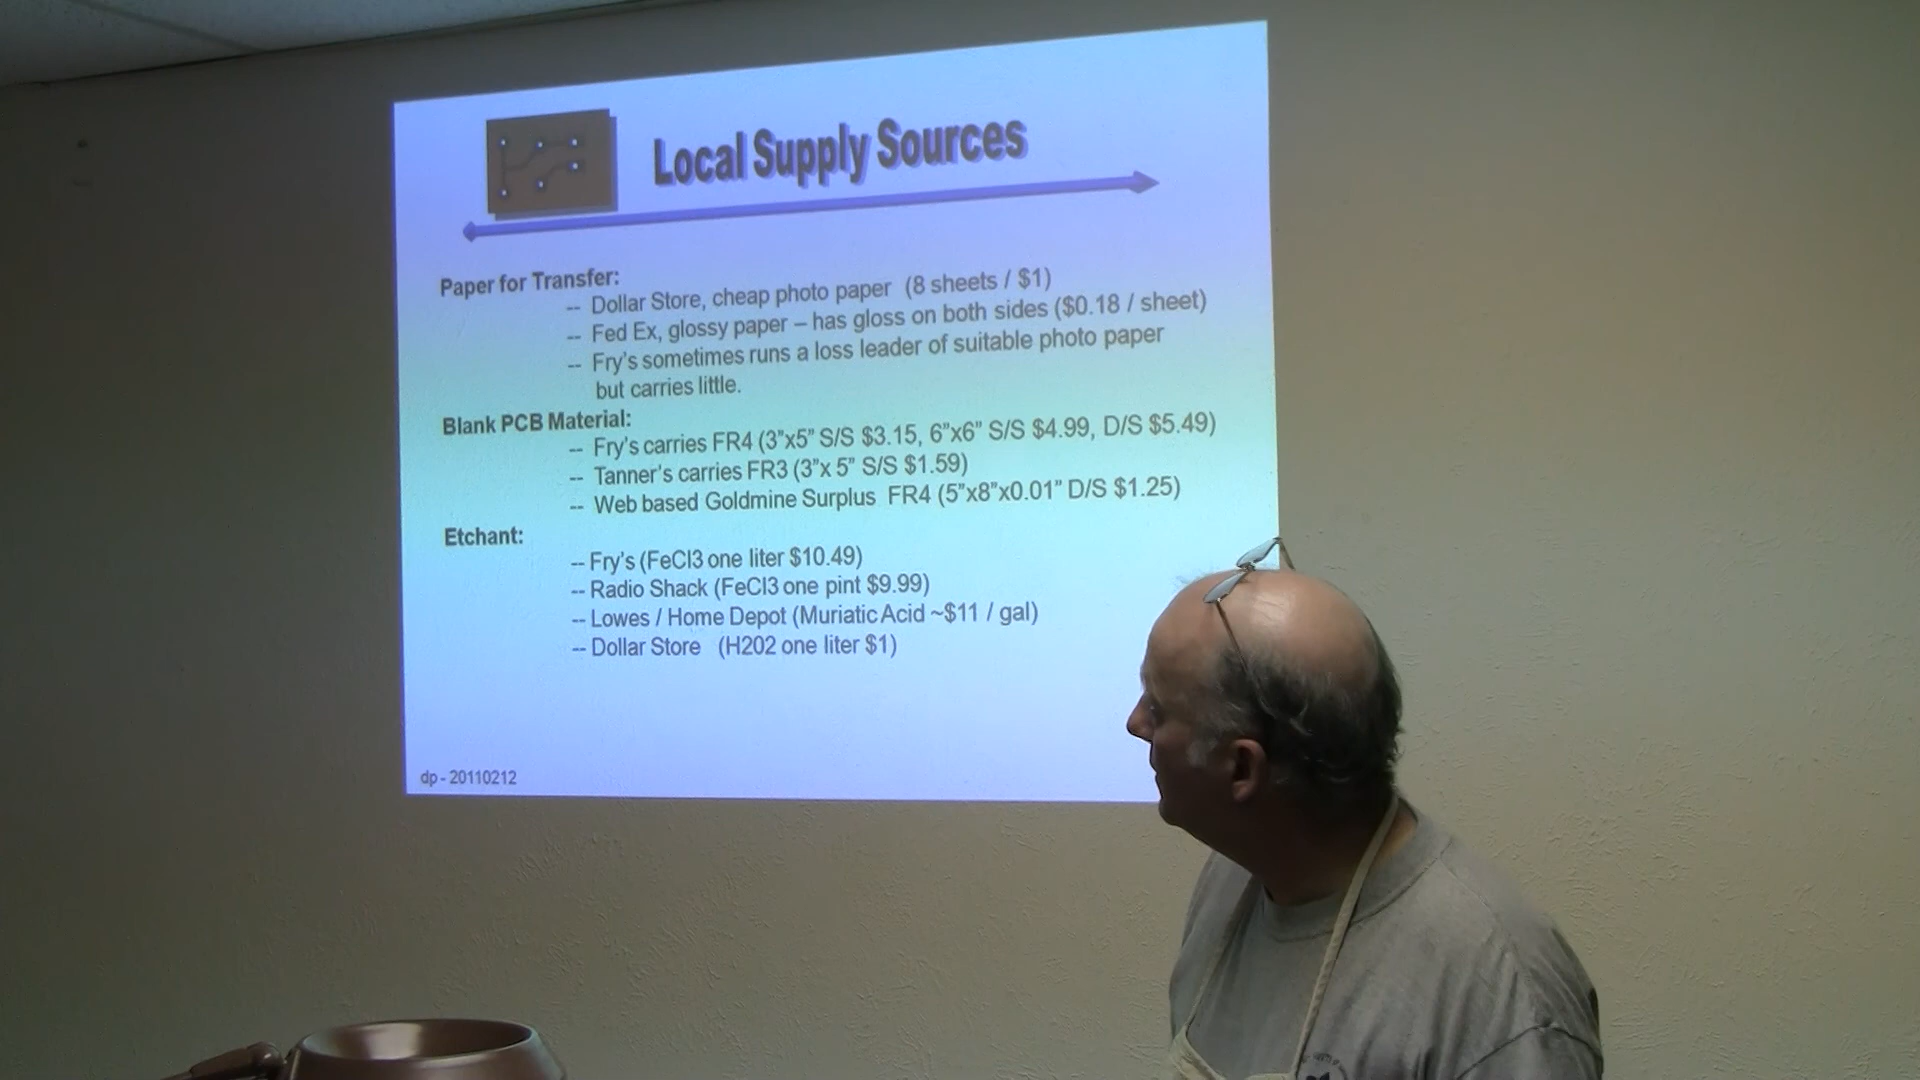 Local Supply Sources
Paper for Transfer:
-- Dollar Store, cheap photo paper (8 sheets / $1)
-- Fed Ex, glossy paper – has gloss on both sides ($0.18 / sheet)
-- Fry's sometimes runs a loss leader of suitable photo paper
but carries little.
Blank PCB Material:
-- Fry's carries FR4 (3"x5" S/S $3.15, 6"x6" S/S $4.99, D/S $5.49)
-- Tanner's carries FR3 (3"x 5" S/S $1.59)
-- Web based Goldmine Surplus FR4 (5"x8"x0.01" D/S $1.25)
Etchant:
-- Fry's (FeCl3 one liter $10.49)
-- Radio Shack (FeCl3 one pint $9.99)
-- Lowes / Home Depot (Muriatic Acid ~$11 / gal)
-- Dollar Store (H202 one liter $1)
dp - 20110212